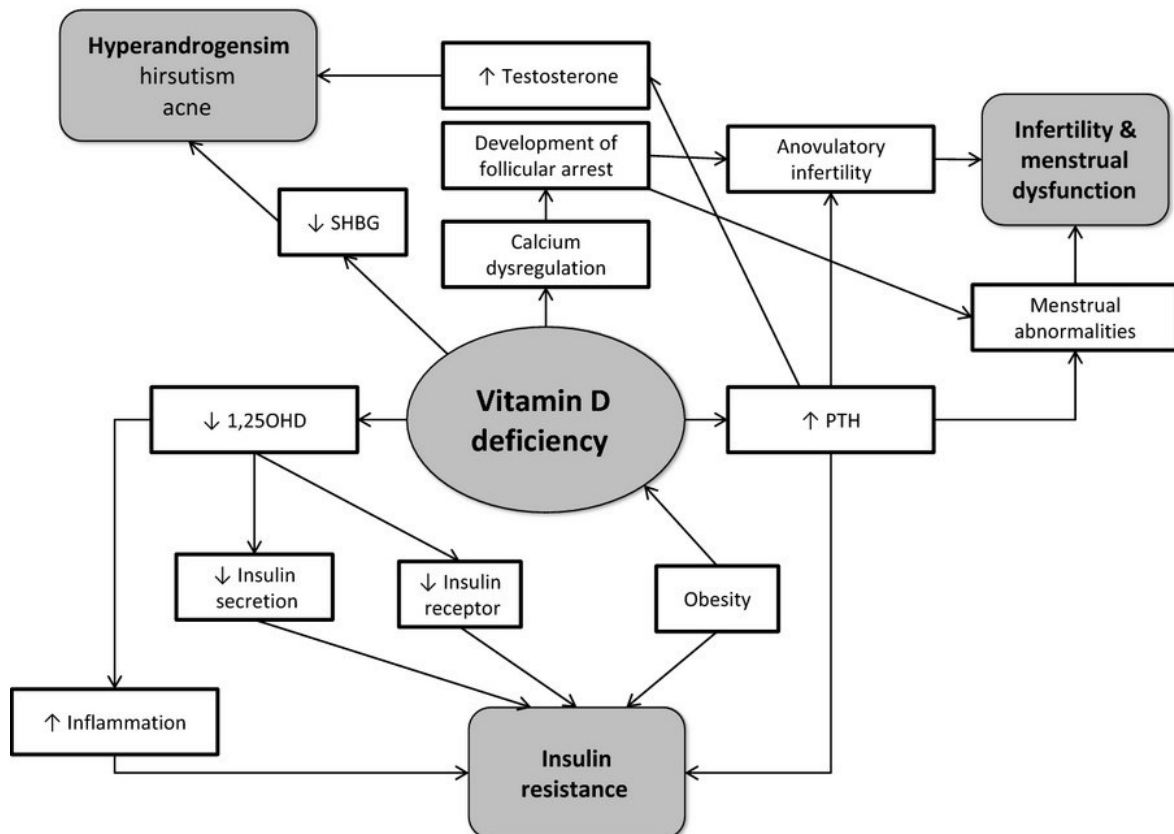 Hyperandrogensim
hirsutism
acne
↑ Testosterone
Development of
follicular arrest
Anovulatory
infertility
Infertility &
menstrual
dysfunction
↓ SHBG
Calcium
dysregulation
Menstrual
abnormalities
↓ 1,25OHD
Vitamin D
deficiency
↑ PTH
↓ Insulin
secretion
↓ Insulin
receptor
Obesity
↑ Inflammation
Insulin
resistance